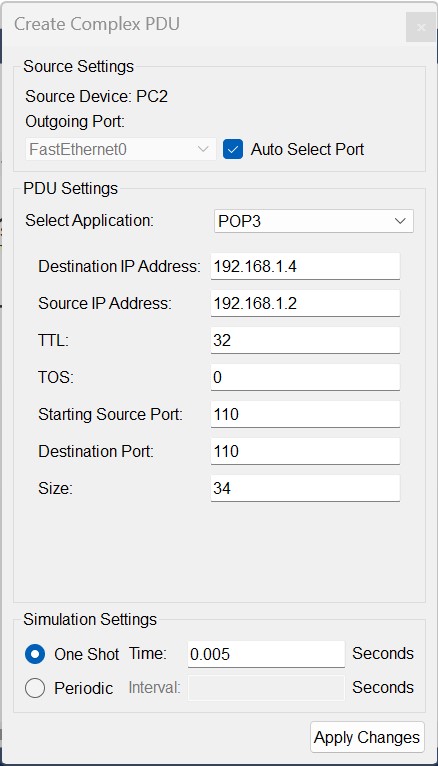 Create Complex PDU
Source Settings
Source Device: PC2
Outgoing Port:
FastEthernet0 Auto Select Port
PDU Settings
Select Application: POP3
Destination IP Address: 192.168.1.4
Source IP Address: 192.168.1.2
TTL: 32
TOS: 0
Starting Source Port: 110
Destination Port: 110
Size: 34
Simulation Settings
One Shot Time: 0.005 Seconds
Periodic Interval: Seconds
Apply Changes